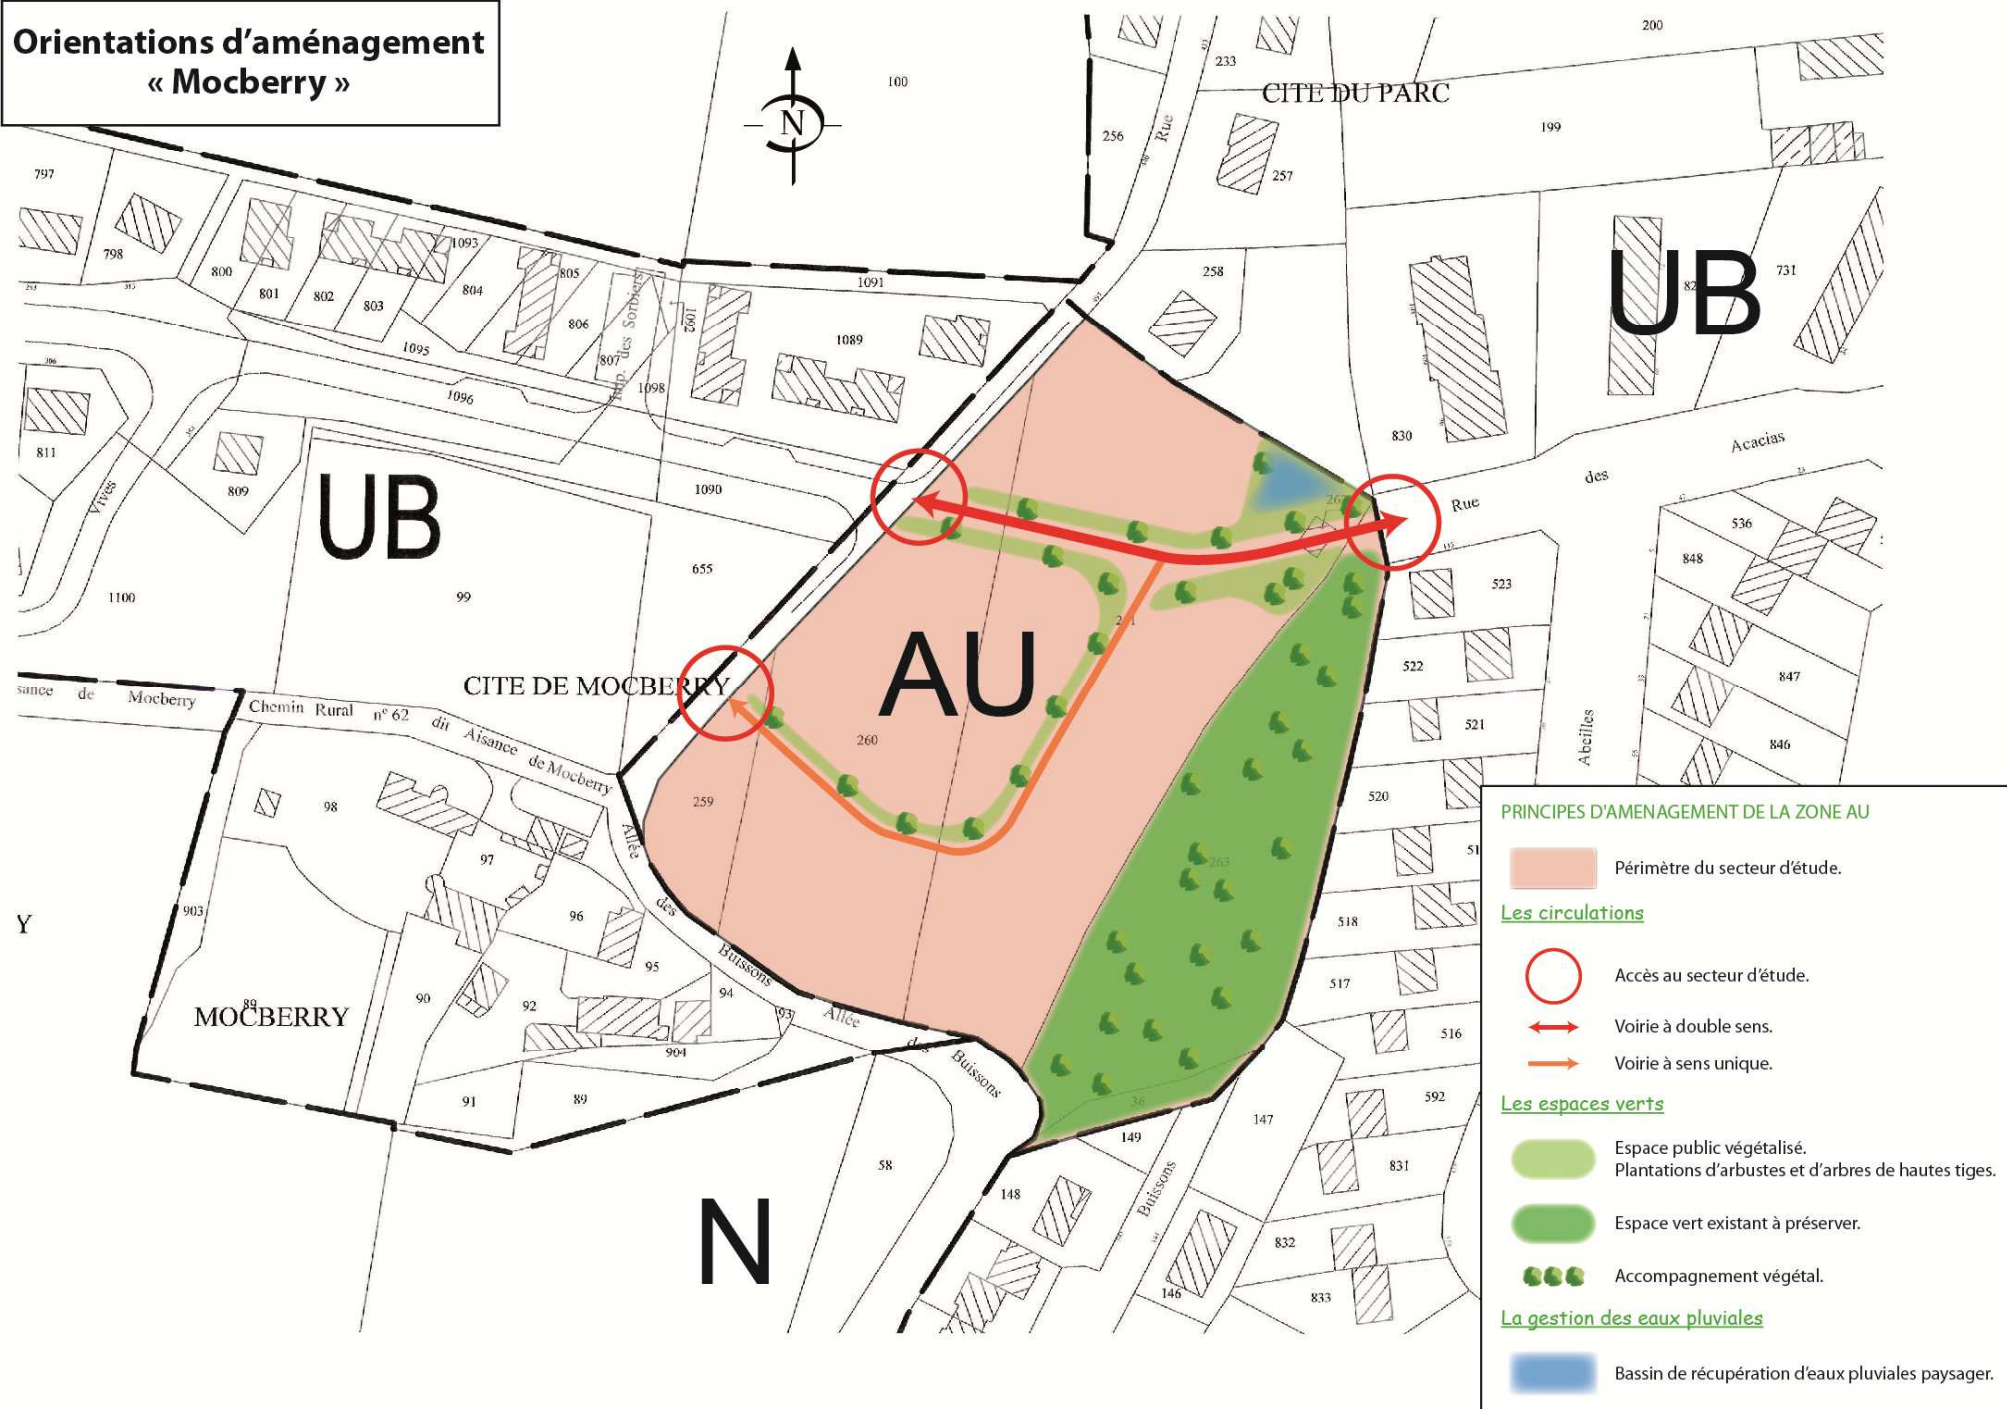 Orientations d'aménagement
« Mocberry »
N
100
200
233
CITE DU PARC
256
Rue
199
257
797
798
800
801
802
803
1093
804
805
806
807
Imp. des Sorbiers
1092
1091
1089
258
UB
731
1095
1098
1096
811
809
Vives
UB
1090
830
Rue
des
Acacias
536
848
1100
99
655
523
522
521
520
847
846
Abeilles
AU
260
259
263
CITE DE MOCBERRY
Mocberry
de
Chemin Rural n° 62 dit Aisance de Mocberry
98
97
96
95
94
93
92
90
89
903
904
91
89
Y
MOCBERRY
Allée
des
Buissons
Allée
des
Buissons
58
N
36
518
517
516
592
147
149
148
831
832
833
146
Buissons
PRINCIPES D'AMENAGEMENT DE LA ZONE AU
Périmètre du secteur d'étude.
Les circulations
Accès au secteur d'étude.
Voirie à double sens.
Voirie à sens unique.
Les espaces verts
Espace public végétalisé.
Plantations d'arbustes et d'arbres de hautes tiges.
Espace vert existant à préserver.
Accompagnement végétal.
La gestion des eaux pluviales
Bassin de récupération d'eaux pluviales paysager.